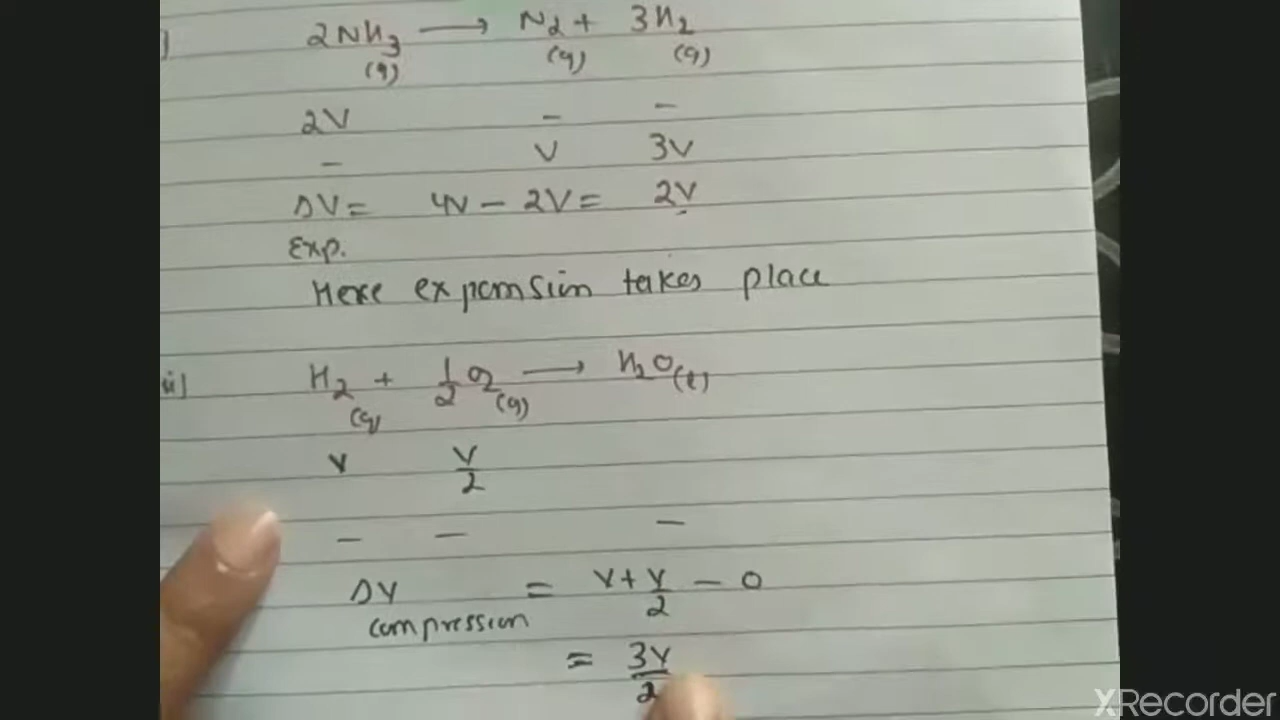 i) 2NH3 ⟶ N2 + 3H2
(g) (g) (g)
2V - -
- V 3V
ΔV = 4V - 2V = 2V
Exp.
Here expansion takes place
ii) H2 + 1/2 O2 ⟶ H2O(l)
(g) (g)
V V/2
- - -
ΔV = V + V/2 - 0
compression
= 3V/2
XRecorder